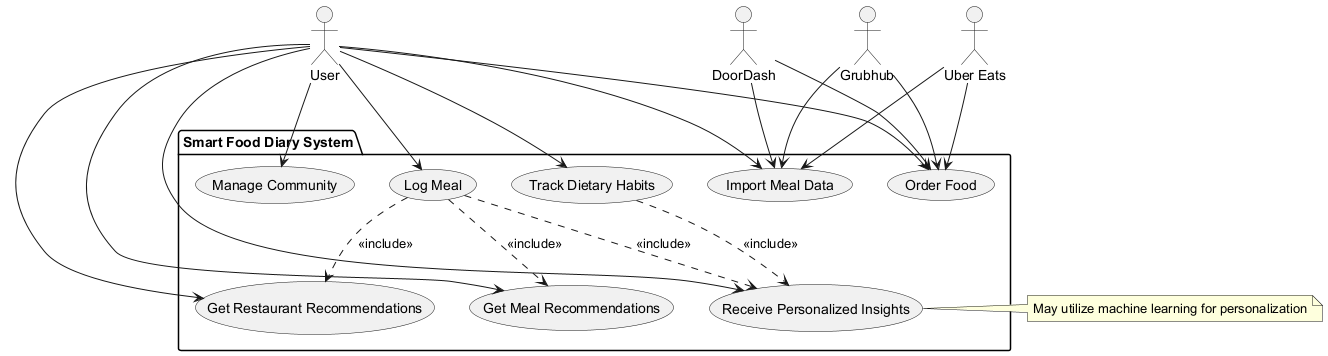 User
DoorDash
Grubhub
Uber Eats
Smart Food Diary System
Manage Community
Log Meal
Track Dietary Habits
Import Meal Data
Order Food
«include»
«include»
«include»
«include»
Get Restaurant Recommendations
Get Meal Recommendations
Receive Personalized Insights
May utilize machine learning for personalization